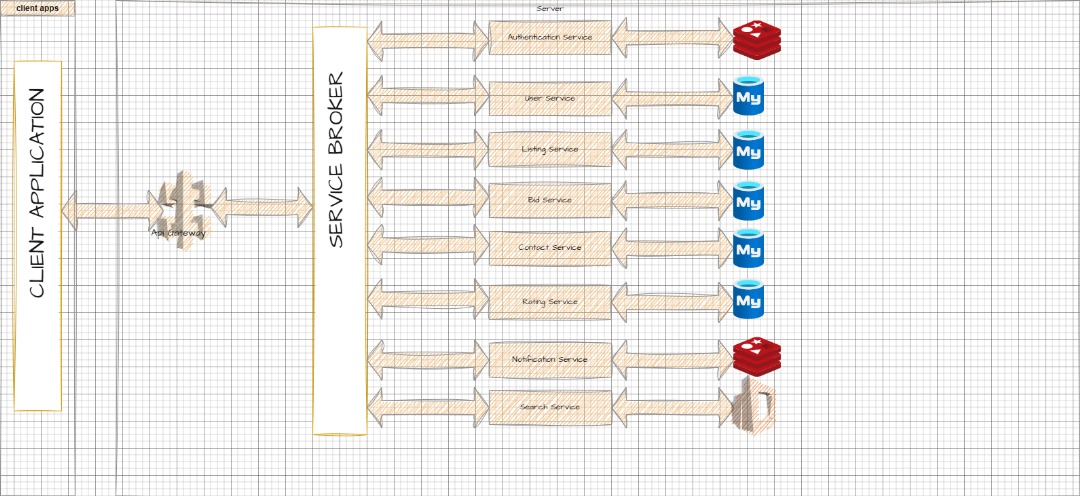 client apps
Server
CLIENT APPLICATION
Api Gateway
SERVICE BROKER
Authentication Service
My
User Service
My
Listing Service
My
Bid Service
My
Contact Service
My
Rating Service
Notification Service
Search Service